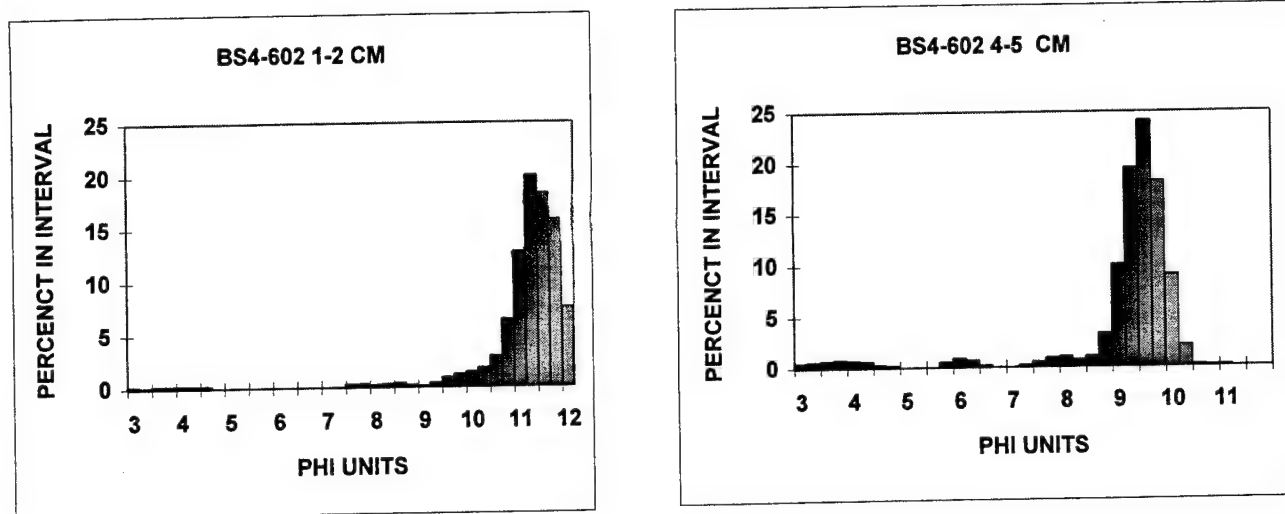 BS4-602 1-2 CM
PERCENCT IN INTERVAL
25
20
15
10
5
0
3 4 5 6 7 8 9 10 11 12
PHI UNITS
BS4-602 4-5 CM
PERCENCT IN INTERVAL
25
20
15
10
5
0
3 4 5 6 7 8 9 10 11
PHI UNITS